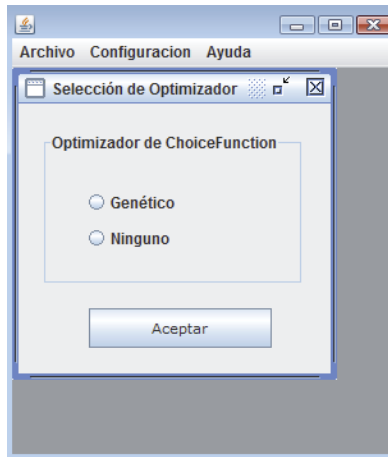 Archivo Configuracion Ayuda
Selección de Optimizador
Optimizador de ChoiceFunction
Genético
Ninguno
Aceptar